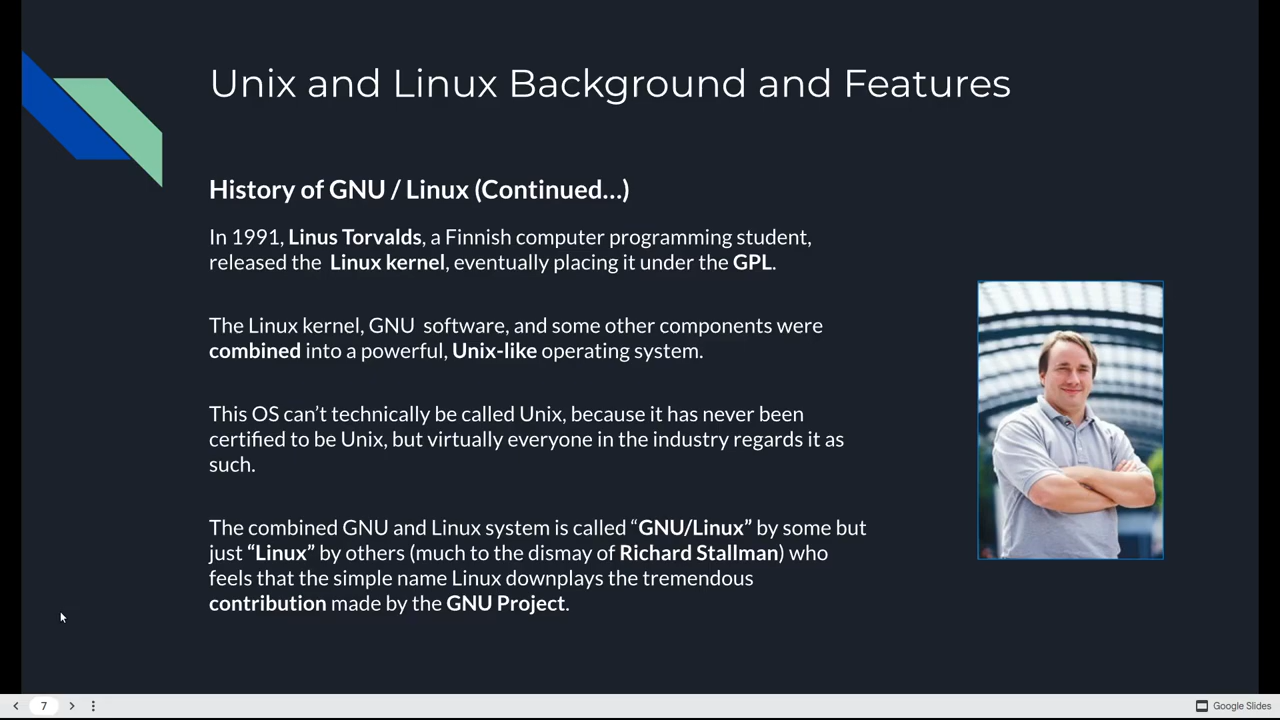 Unix and Linux Background and Features
History of GNU / Linux (Continued...)
In 1991, Linus Torvalds, a Finnish computer programming student,
released the Linux kernel, eventually placing it under the GPL.
The Linux kernel, GNU software, and some other components were
combined into a powerful, Unix-like operating system.
This OS can’t technically be called Unix, because it has never been
certified to be Unix, but virtually everyone in the industry regards it as
such.
The combined GNU and Linux system is called “GNU/Linux” by some but
just “Linux” by others (much to the dismay of Richard Stallman) who
feels that the simple name Linux downplays the tremendous
contribution made by the GNU Project.
7
Google Slides